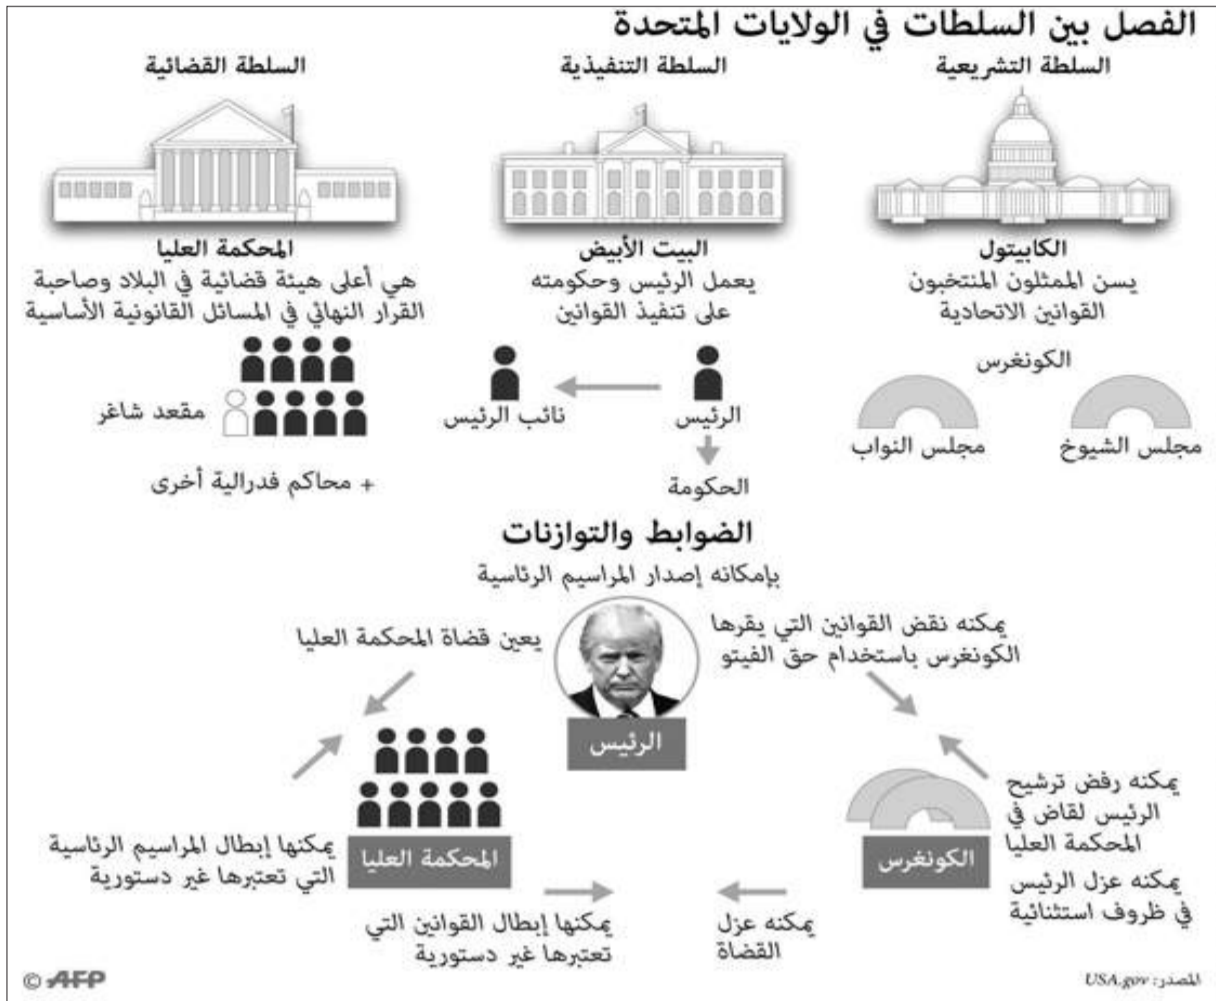 الفصل بين السلطات في الولايات المتحدة
السلطة التشريعية
الكابيتول
يسن الممثلون المنتخبون
القوانين الاتحادية
الكونغرس
مجلس الشيوخ
مجلس النواب
السلطة التنفيذية
البيت الأبيض
يعمل الرئيس وحكومته
على تنفيذ القوانين
الرئيس
نائب الرئيس
الحكومة
السلطة القضائية
المحكمة العليا
هي أعلى هيئة قضائية في البلاد وصاحبة
القرار النهائي في المسائل القانونية الأساسية
مقعد شاغر
+ محاكم فدرالية أخرى
الضوابط والتوازنات
بإمكانه إصدار المراسيم الرئاسية
يمكنه نقض القوانين التي يقرها
الكونغرس باستخدام حق الفيتو
يعين قضاة المحكمة العليا
الرئيس
يمكنه رفض ترشيح
الرئيس لقاض في
المحكمة العليا
يمكنه عزل الرئيس
في ظروف استثنائية
الكونغرس
المحكمة العليا
يمكنها إبطال المراسيم الرئاسية
التي تعتبرها غير دستورية
يمكنه عزل
القضاة
يمكنها إبطال القوانين التي
تعتبرها غير دستورية
المصدر: USA.gov
© AFP